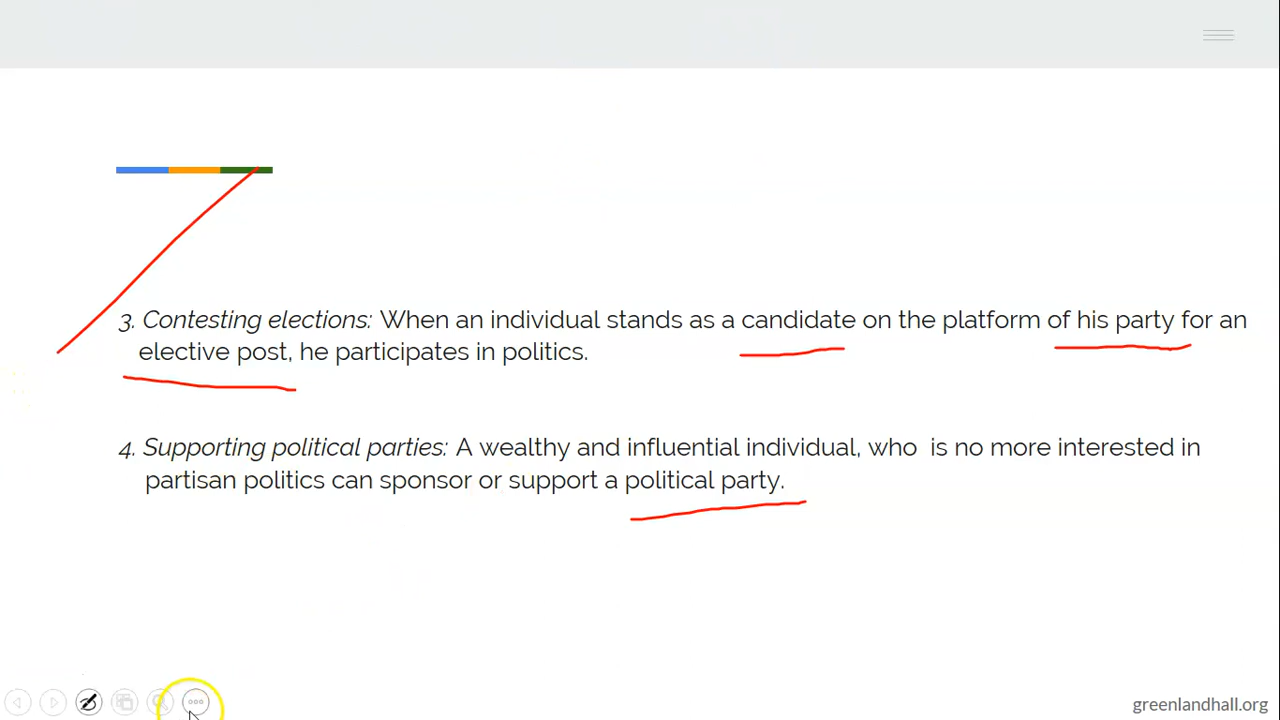 3. Contesting elections: When an individual stands as a candidate on the platform of his party for an
elective post, he participates in politics.
4. Supporting political parties: A wealthy and influential individual, who is no more interested in
partisan politics can sponsor or support a political party.
greenlandhall.org